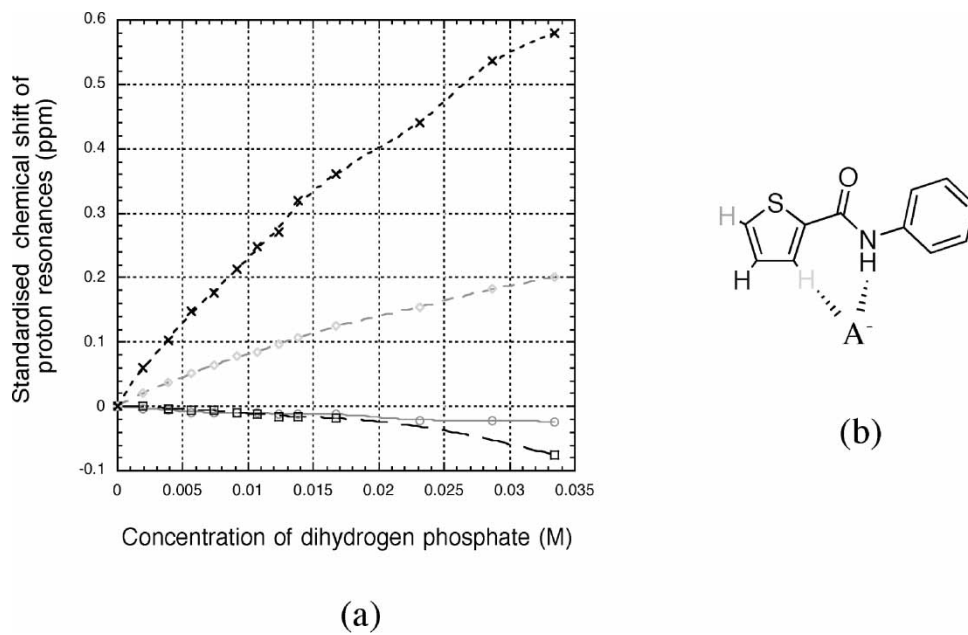 Standardised chemical shift of
proton resonances (ppm)
0.6
0.5
0.4
0.3
0.2
0.1
0
-0.1
0 0.005 0.01 0.015 0.02 0.025 0.03 0.035
Concentration of dihydrogen phosphate (M)
(a)
O
S
H
N
H H H
A-
(b)